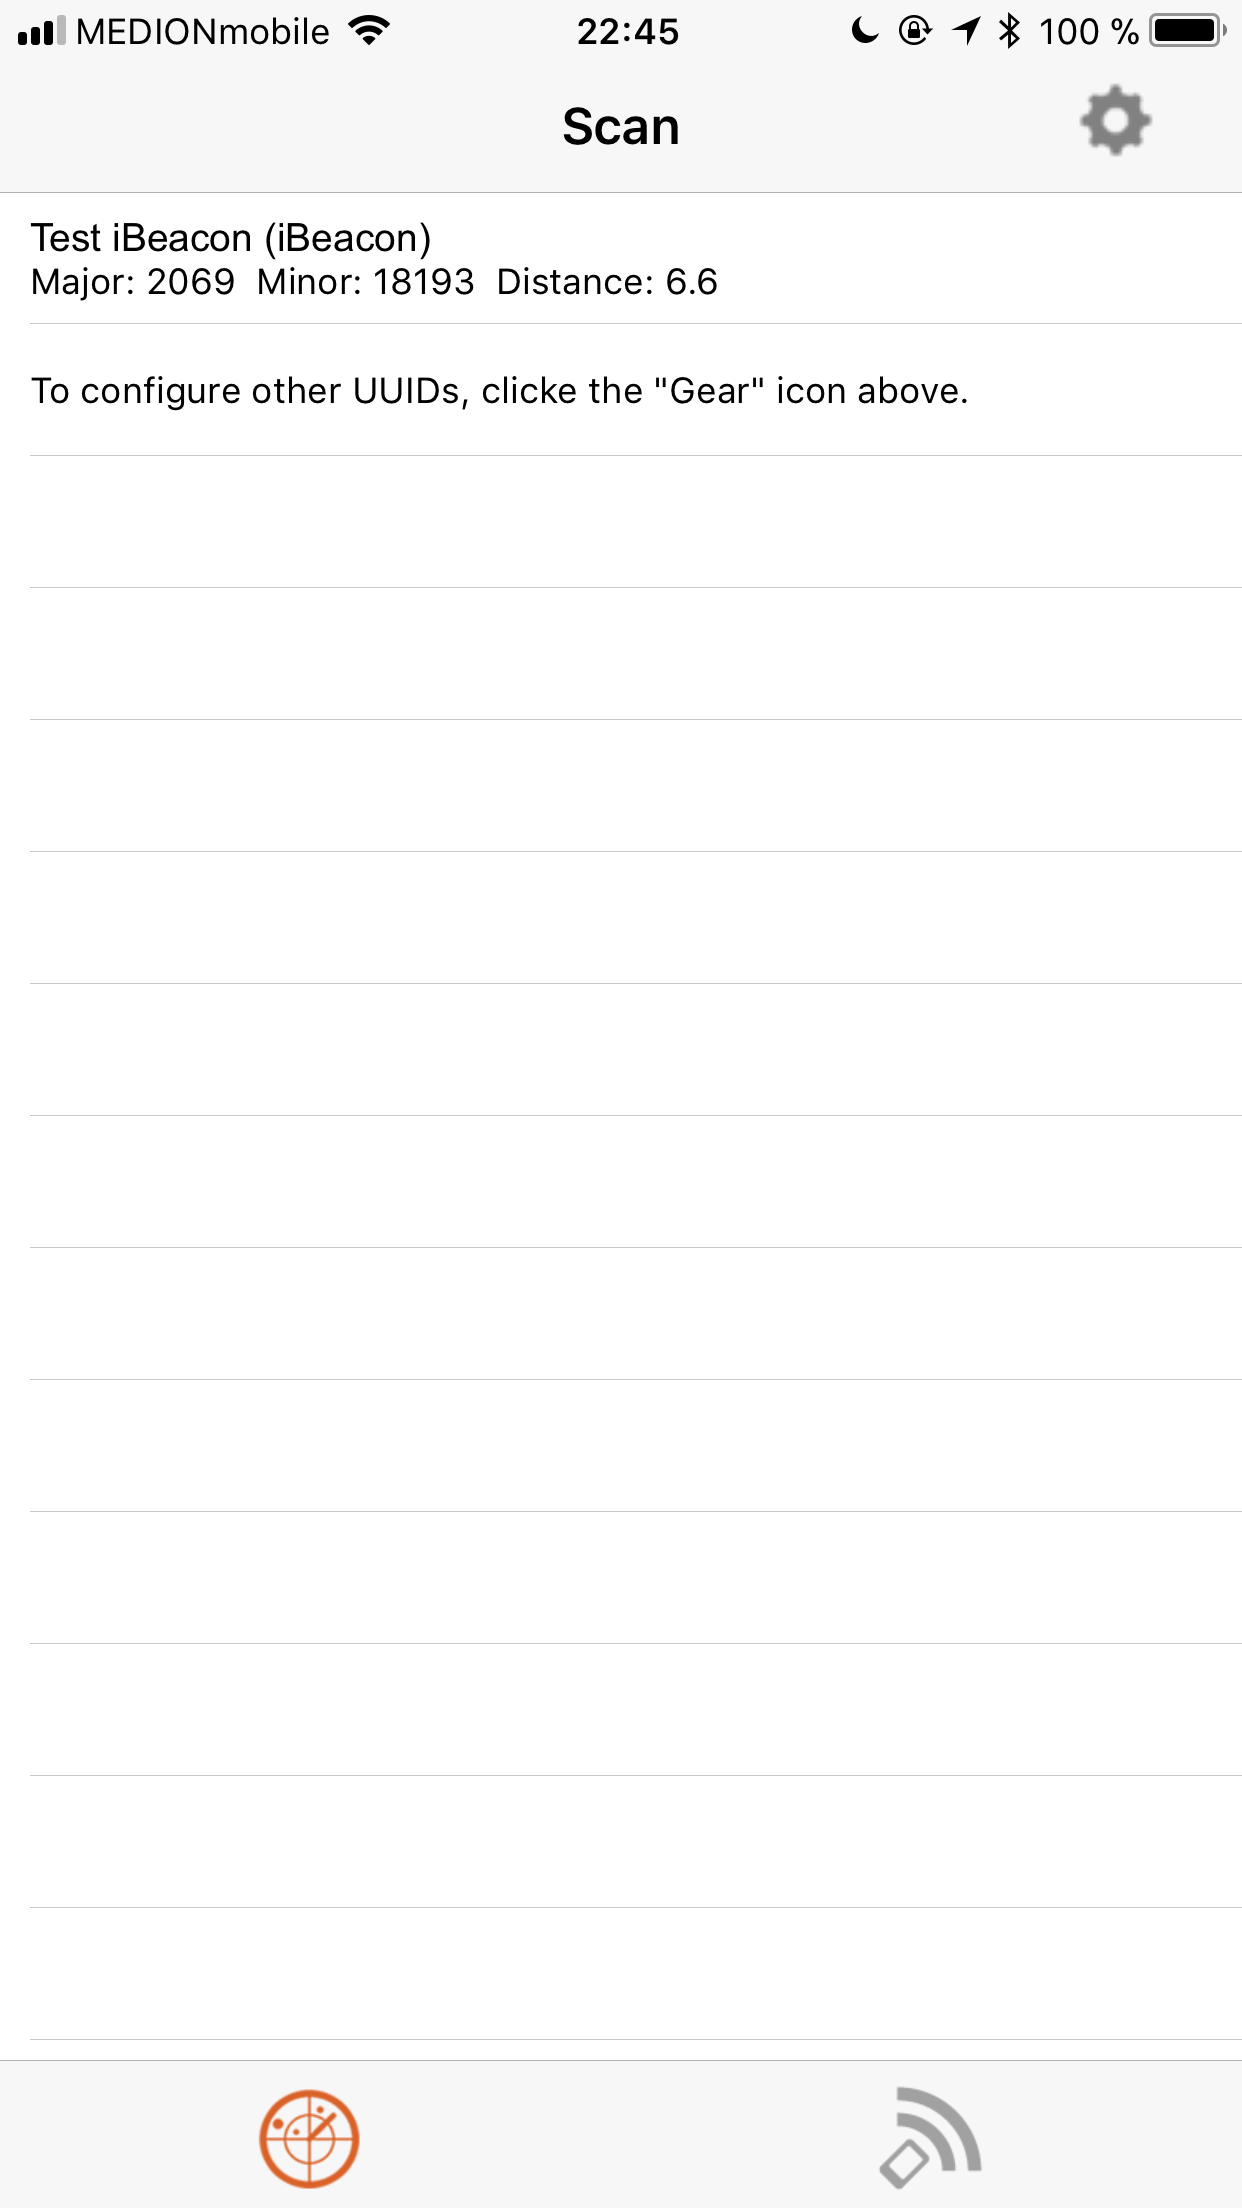 MEDIONmobile 22:45 100 %
Scan
Test iBeacon (iBeacon)
Major: 2069 Minor: 18193 Distance: 6.6
To configure other UUIDs, clicke the "Gear" icon above.